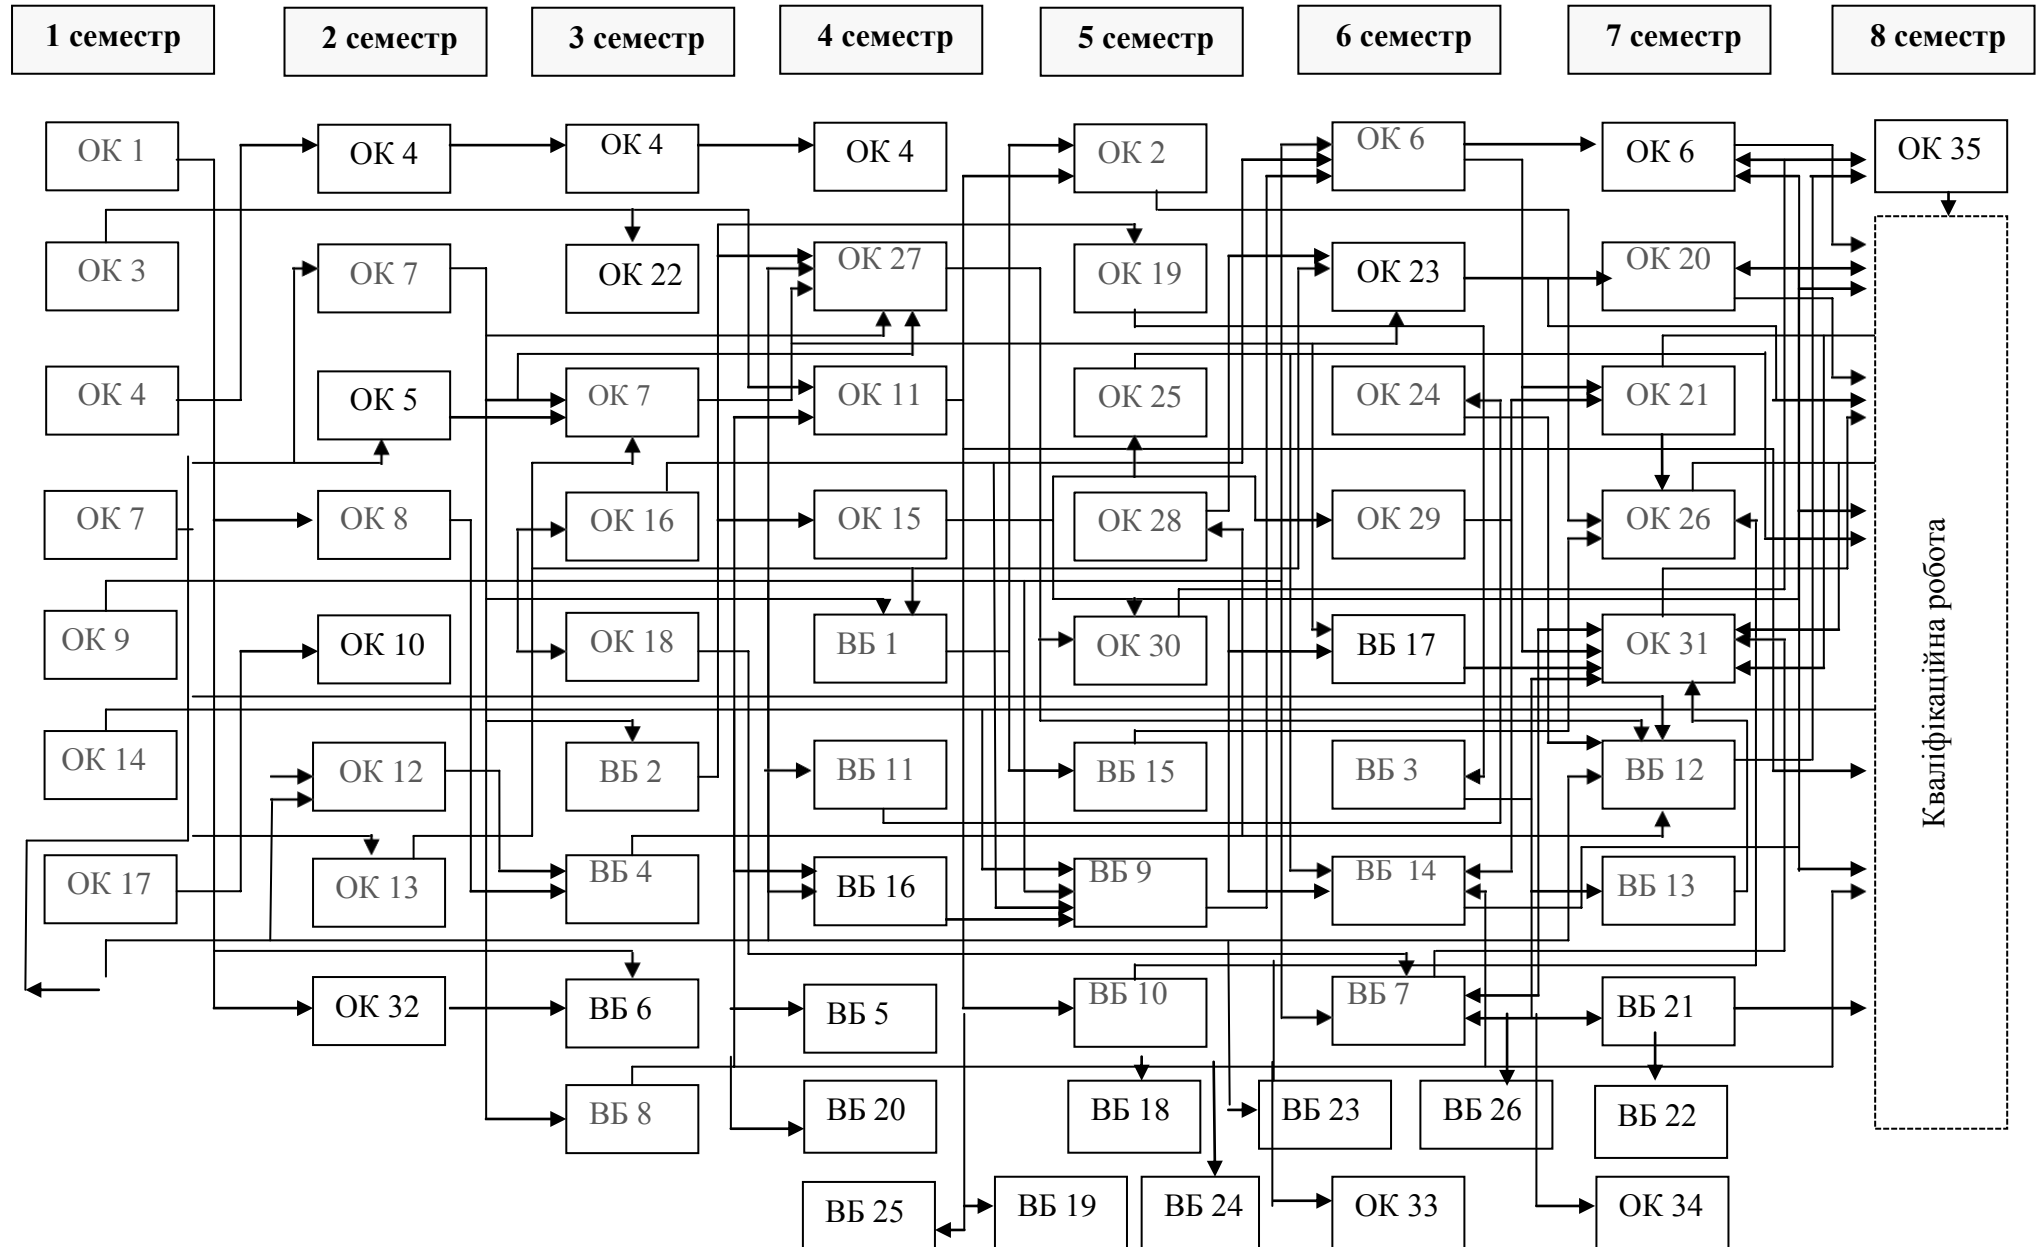 1 семестр
2 семестр
3 семестр
4 семестр
5 семестр
6 семестр
7 семестр
8 семестр
ОК 1
ОК 4
ОК 4
ОК 4
ОК 2
ОК 6
ОК 6
ОК 35
ОК 3
ОК 7
ОК 22
ОК 27
ОК 19
ОК 23
ОК 20
ОК 4
ОК 5
ОК 7
ОК 11
ОК 25
ОК 24
ОК 21
ОК 7
ОК 8
ОК 16
ОК 15
ОК 28
ОК 29
ОК 26
ОК 9
ОК 10
ОК 18
ВБ 1
ОК 30
ВБ 17
ОК 31
Кваліфікаційна робота
ОК 14
ОК 12
ВБ 2
ВБ 11
ВБ 15
ВБ 3
ВБ 12
ОК 17
ОК 13
ВБ 4
ВБ 16
ВБ 9
ВБ 14
ВБ 13
ОК 32
ВБ 6
ВБ 5
ВБ 10
ВБ 7
ВБ 21
ВБ 8
ВБ 20
ВБ 18
ВБ 23
ВБ 26
ВБ 22
ВБ 25
ВБ 19
ВБ 24
ОК 33
ОК 34